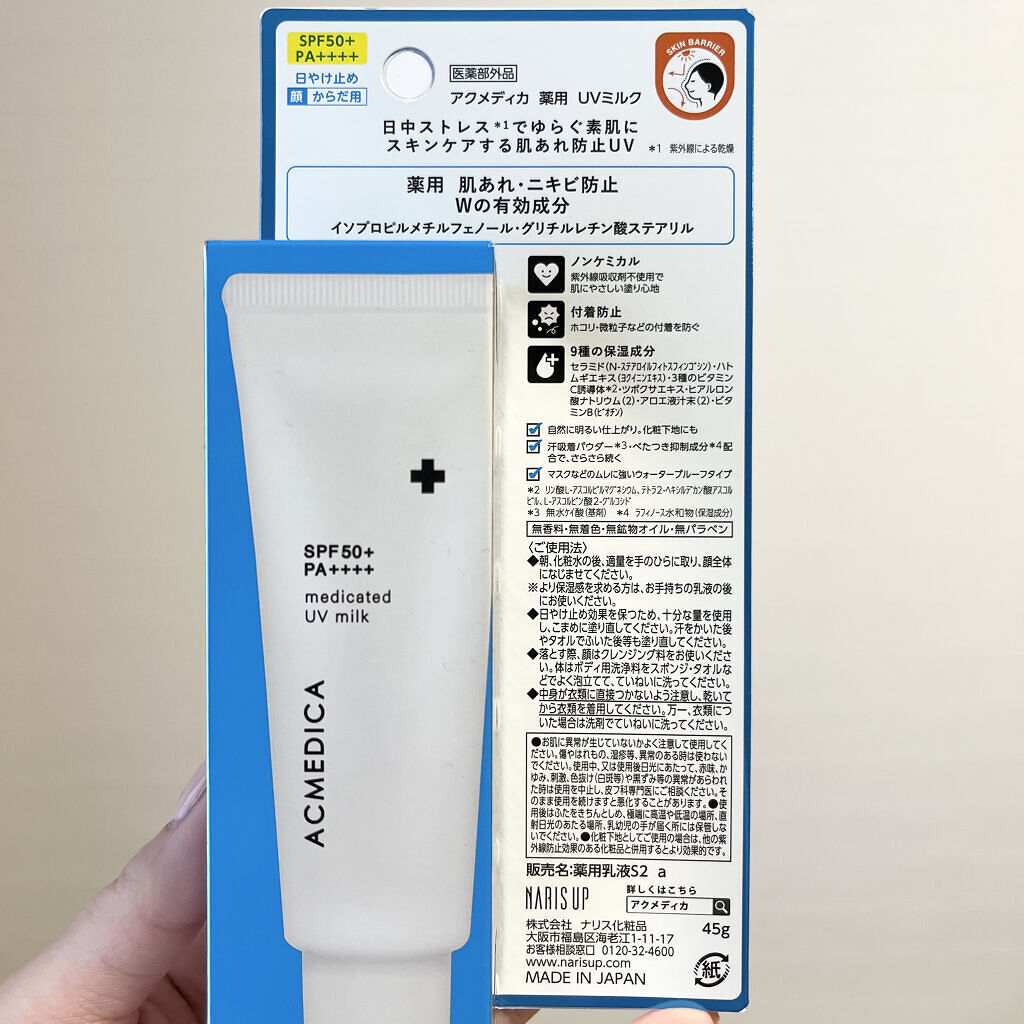 SPF50+
PA++++
日やけ止め
顔 からだ用
医薬部外品
アクメディカ 薬用 UVミルク
SKIN BARRIER
日中ストレス*1でゆらぐ素肌に
スキンケアする肌あれ防止UV
*1 紫外線による乾燥
薬用 肌あれ・ニキビ防止
Wの有効成分
イソプロピルメチルフェノール・グリチルレチン酸ステアリル
ノンケミカル
紫外線吸収剤不使用で
肌にやさしい塗り心地
付着防止
ホコリ・微粒子などの付着を防ぐ
9種の保湿成分
セラミド(N-ステアロイルフィトスフィンゴシン)・ハト
ムギエキス(ヨクイニンエキス)・3種のビタミン
C誘導体*2・ツボクサエキス・ヒアルロン
酸ナトリウム(2)・アロエ液汁末(2)・ビタ
ミンB(ビオチン)
自然に明るい仕上がり。化粧下地にも
汗吸着パウダー*3・べたつき抑制成分*4配
合で、さらさら続く
マスクなどのムレに強いウォータープルーフタイプ
*2 リン酸L-アスコルビルマグネシウム、テトラ2-ヘキシルデカン酸アスコル
ビル、L-アスコルビン酸2-グルコシド
*3 無水ケイ酸(基剤) *4 ラフィノース水和物(保湿成分)
無香料・無着色・無鉱物オイル・無パラベン
〈ご使用法〉
◆朝、化粧水の後、適量を手のひらに取り、顔全体
になじませてください。
※より保湿感を求める方は、お手持ちの乳液の後
にお使いください。
◆日やけ止め効果を保つため、十分な量を使用
し、こまめに塗り直してください。汗をかいた後
やタオルでふいた後等も塗り直してください。
◆落とす際、顔はクレンジング料をお使いくださ
い。体はボディ用洗浄料をスポンジ・タオルな
どでよく泡立てて、ていねいに洗ってください。
◆中身が衣類に直接つかないよう注意し、乾いて
から衣類を着用してください。万一、衣類につ
いた場合は洗剤でていねいに洗ってください。
●お肌に異常が生じていないかよく注意して使用してく
ださい。傷やはれもの、湿疹等、異常のある時は使わない
でください。使用中、又は使用後日光にあたって、赤味、か
ゆみ、刺激、色抜け(白斑等)や黒ずみ等の異常があらわれ
た時は使用を中止し、皮フ科専門医にご相談ください。そ
のまま使用を続けますと悪化することがあります。●使
用後はふたをきちんとしめ、極端に高温や低温の場所、直
射日光のあたる場所、乳幼児の手が届く所には保管しな
いでください。●化粧下地としてご使用の場合は、他の紫
外線防止効果のある化粧品と併用するとより効果的です。
販売名:薬用乳液S2 a
NARIS UP
詳しくはこちら
アクメディカ
株式会社 ナリス化粧品
45g
大阪市福島区海老江1-11-17
お客様相談窓口 0120-32-4600
www.narisup.com
MADE IN JAPAN
紙
SPF50+
PA++++
medicated
UV milk
ACMEDICA